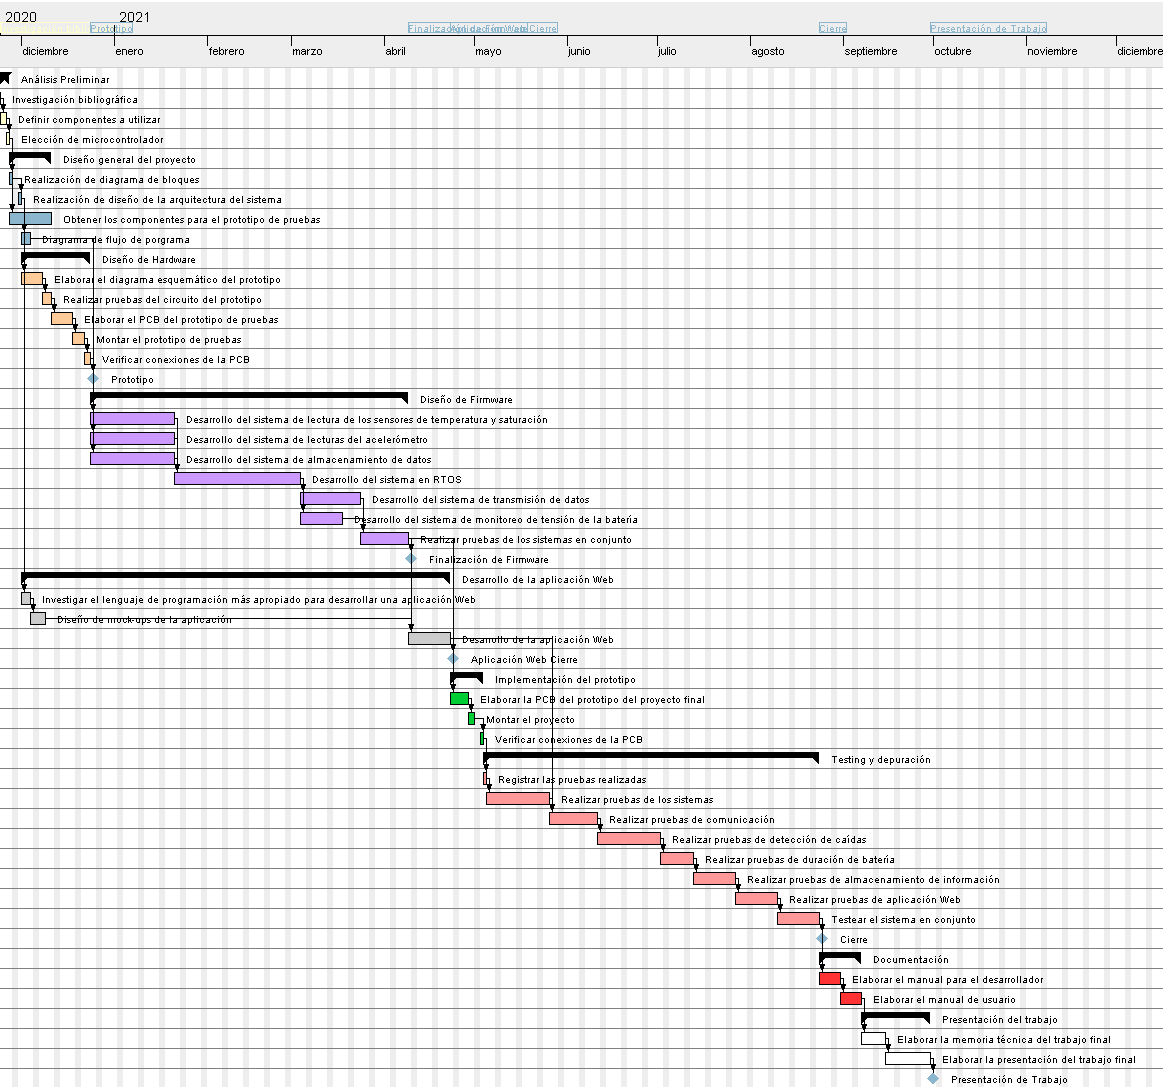 2020
2021
Prototipo
Finalizac
Aplicación Web Cierre
Cierre
Presentación de Trabajo
diciembre
enero
febrero
marzo
abril
mayo
junio
julio
agosto
septiembre
octubre
noviembre
diciembre
Análisis Preliminar
Investigación bibliográfica
Definir componentes a utilizar
Elección de microcontrolador
Diseño general del proyecto
Realización de diagrama de bloques
Realización de diseño de la arquitectura del sistema
Obtener los componentes para el prototipo de pruebas
Diagrama de flujo de porgrama
Diseño de Hardware
Elaborar el diagrama esquemático del prototipo
Realizar pruebas del circuito del prototipo
Elaborar el PCB del prototipo de pruebas
Montar el prototipo de pruebas
Verificar conexiones de la PCB
Prototipo
Diseño de Firmware
Desarrollo del sistema de lectura de los sensores de temperatura y saturación
Desarrollo del sistema de lecturas del acelerómetro
Desarrollo del sistema de almacenamiento de datos
Desarrollo del sistema en RTOS
Desarrollo del sistema de transmisión de datos
Desarrollo del sistema de monitoreo de tensión de la batería
Realizar pruebas de los sistemas en conjunto
Finalización de Firmware
Desarrollo de la aplicación Web
Investigar el lenguaje de programación más apropiado para desarrollar una aplicación Web
Diseño de mock-ups de la aplicación
Desarrollo de la aplicación Web
Aplicación Web Cierre
Implementación del prototipo
Elaborar la PCB del prototipo del proyecto final
Montar el proyecto
Verificar conexiones de la PCB
Testing y depuración
Registrar las pruebas realizadas
Realizar pruebas de los sistemas
Realizar pruebas de comunicación
Realizar pruebas de detección de caídas
Realizar pruebas de duración de batería
Realizar pruebas de almacenamiento de información
Realizar pruebas de aplicación Web
Testear el sistema en conjunto
Cierre
Documentación
Elaborar el manual para el desarrollador
Elaborar el manual de usuario
Presentación del trabajo
Elaborar la memoria técnica del trabajo final
Elaborar la presentación del trabajo final
Presentación de Trabajo